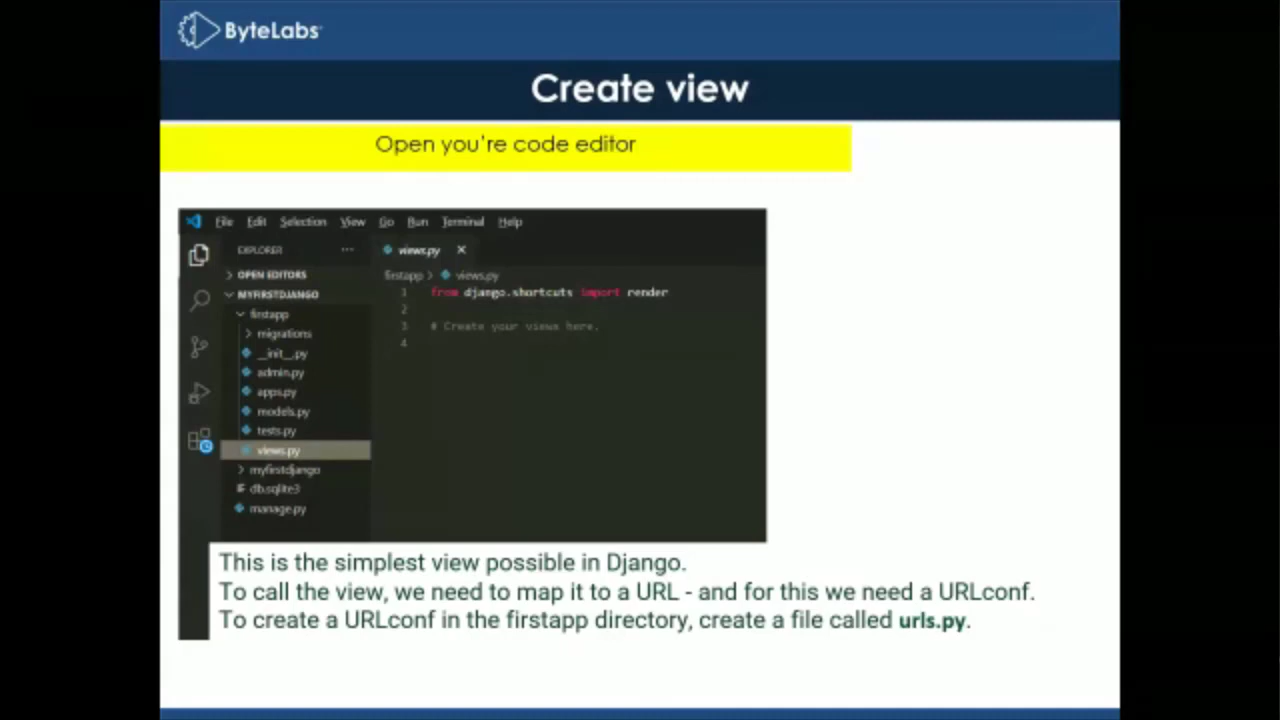 ByteLabs
Create view
Open you're code editor
File Edit Selection View Go Run Terminal Help
EXPLORER ··· views.py ×
> OPEN EDITORS firstapp > views.py
MYFIRSTDJANGO 1 from django.shortcuts import render
firstapp 2
> migrations 3 # Create your views here.
__init__.py 4
admin.py
apps.py
models.py
tests.py
views.py
> myfirstdjango
db.sqlite3
manage.py
This is the simplest view possible in Django.
To call the view, we need to map it to a URL - and for this we need a URLconf.
To create a URLconf in the firstapp directory, create a file called urls.py.